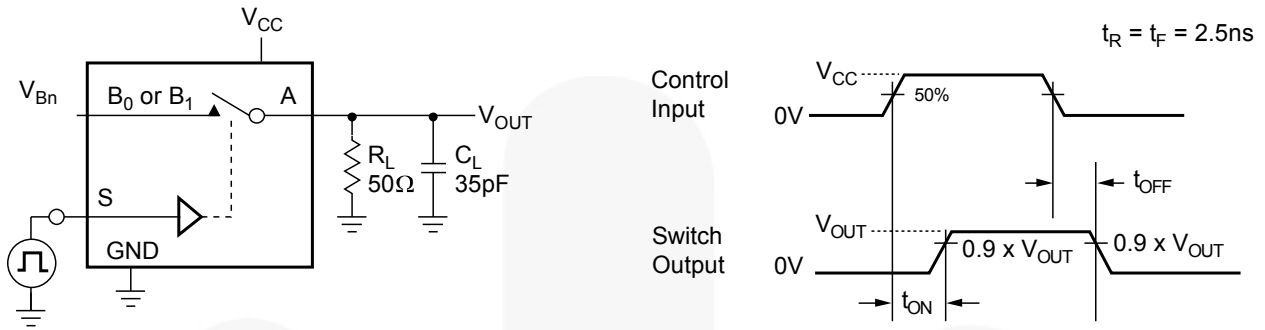 V_CC
V_Bn
B_0 or B_1
A
V_OUT
R_L
50Ω
C_L
35pF
S
GND
t_R = t_F = 2.5ns
Control
Input
V_CC
50%
0V
t_OFF
Switch
Output
V_OUT
0.9 x V_OUT
0.9 x V_OUT
0V
t_ON